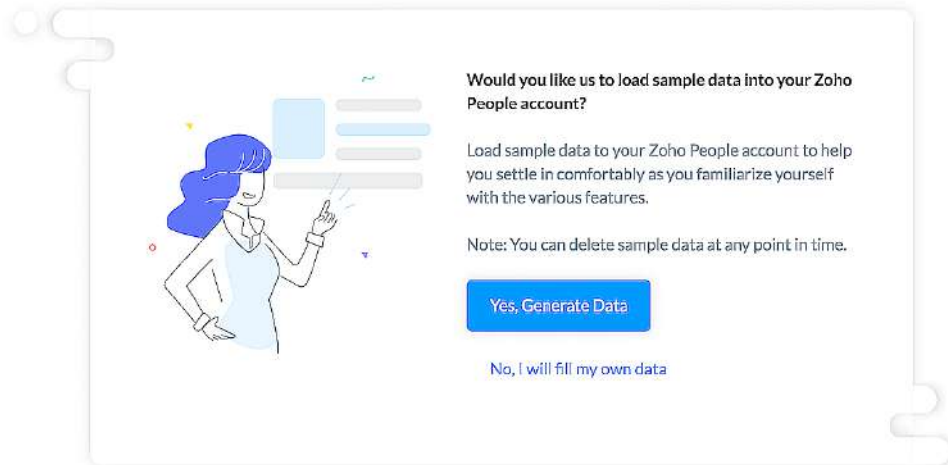 Would you like us to load sample data into your Zoho
People account?
Load sample data to your Zoho People account to help
you settle in comfortably as you familiarize yourself
with the various features.
Note: You can delete sample data at any point in time.
Yes, Generate Data
No, I will fill my own data